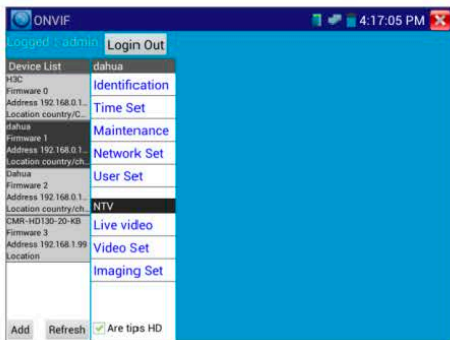 ONVIF
4:17:05 PM
Logged : admin
Login Out
Device List
H3C
Firmware 0
Address 192.168.0.1..
Location country/C..
dahua
Firmware 1
Address 192.168.0.1..
Location country/ch..
Dahua
Firmware 2
Address 192.168.0.1..
Location country/ch..
CMR-HD130-20-KB
Firmware 3
Address 192.168.1.99
Location
Add
Refresh
dahua
Identification
Time Set
Maintenance
Network Set
User Set
NTV
Live video
Video Set
Imaging Set
Are tips HD